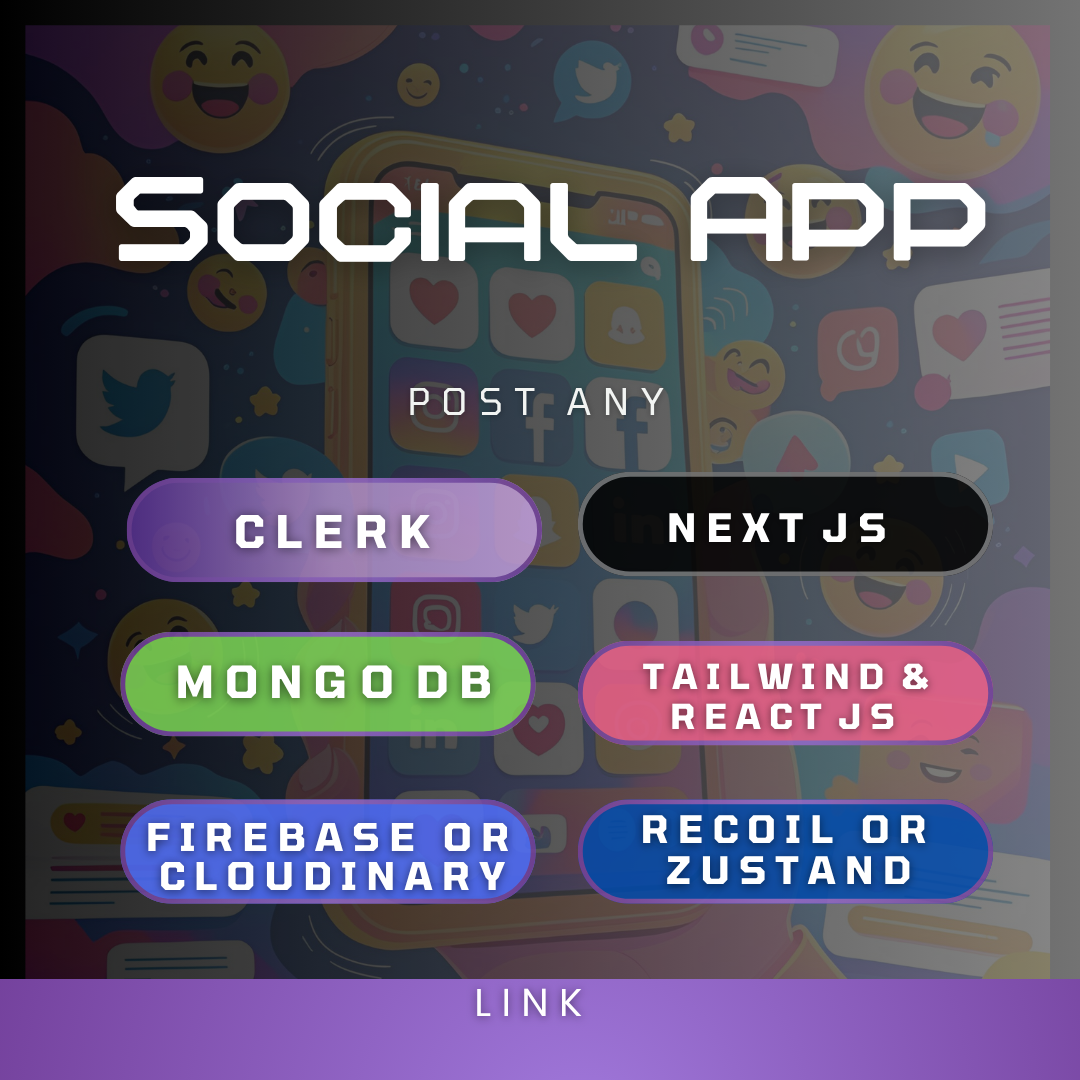 SOCIAL APP
POST ANY
CLERK
NEXT JS
MONGO DB
TAILWIND &
REACT JS
FIREBASE OR
CLOUDINARY
RECOIL OR
ZUSTAND
LINK